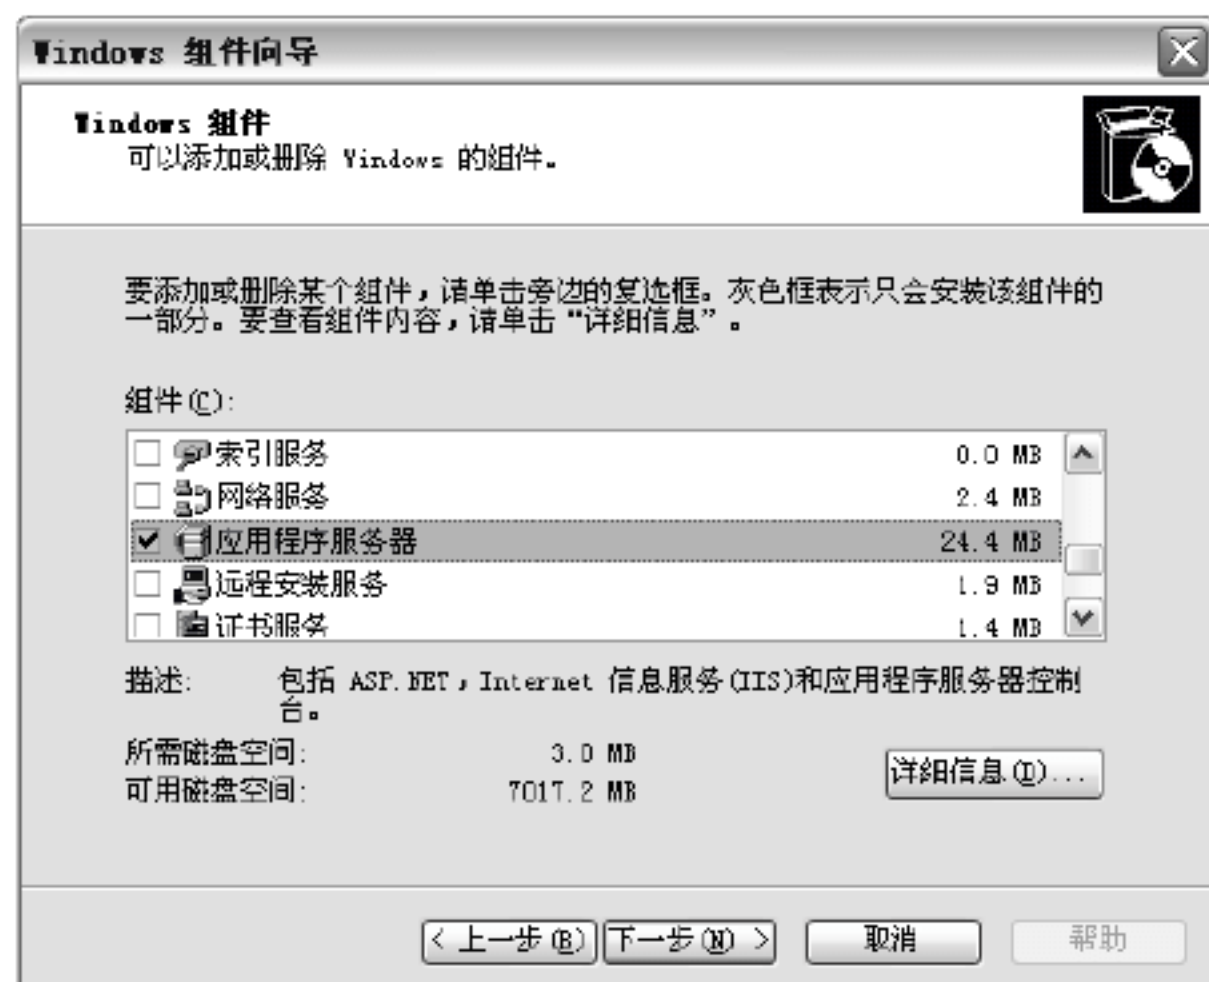 Windows 组件向导
Windows 组件
可以添加或删除 Windows 的组件。
要添加或删除某个组件，请单击旁边的复选框。灰色框表示只会安装该组件的
一部分。要查看组件内容，请单击“详细信息”。
组件(C):
索引服务 0.0 MB
网络服务 2.4 MB
应用程序服务器 24.4 MB
远程安装服务 1.9 MB
证书服务 1.4 MB
描述: 包括 ASP.NET，Internet 信息服务(IIS)和应用程序服务器控制
台。
所需磁盘空间: 3.0 MB
可用磁盘空间: 7017.2 MB
详细信息(D)...
< 上一步(B) 下一步(N) > 取消 帮助